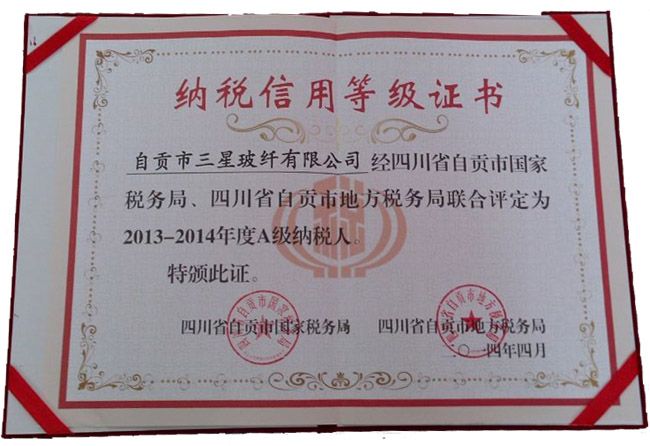 纳税信用等级证书
自贡市三星玻纤有限公司 经四川省自贡市国家
税务局、四川省自贡市地方税务局联合评定为
2013-2014年度A级纳税人。
特颁此证。
四川省自贡市国家税务局 四川省自贡市地方税务局
二〇一四年四月